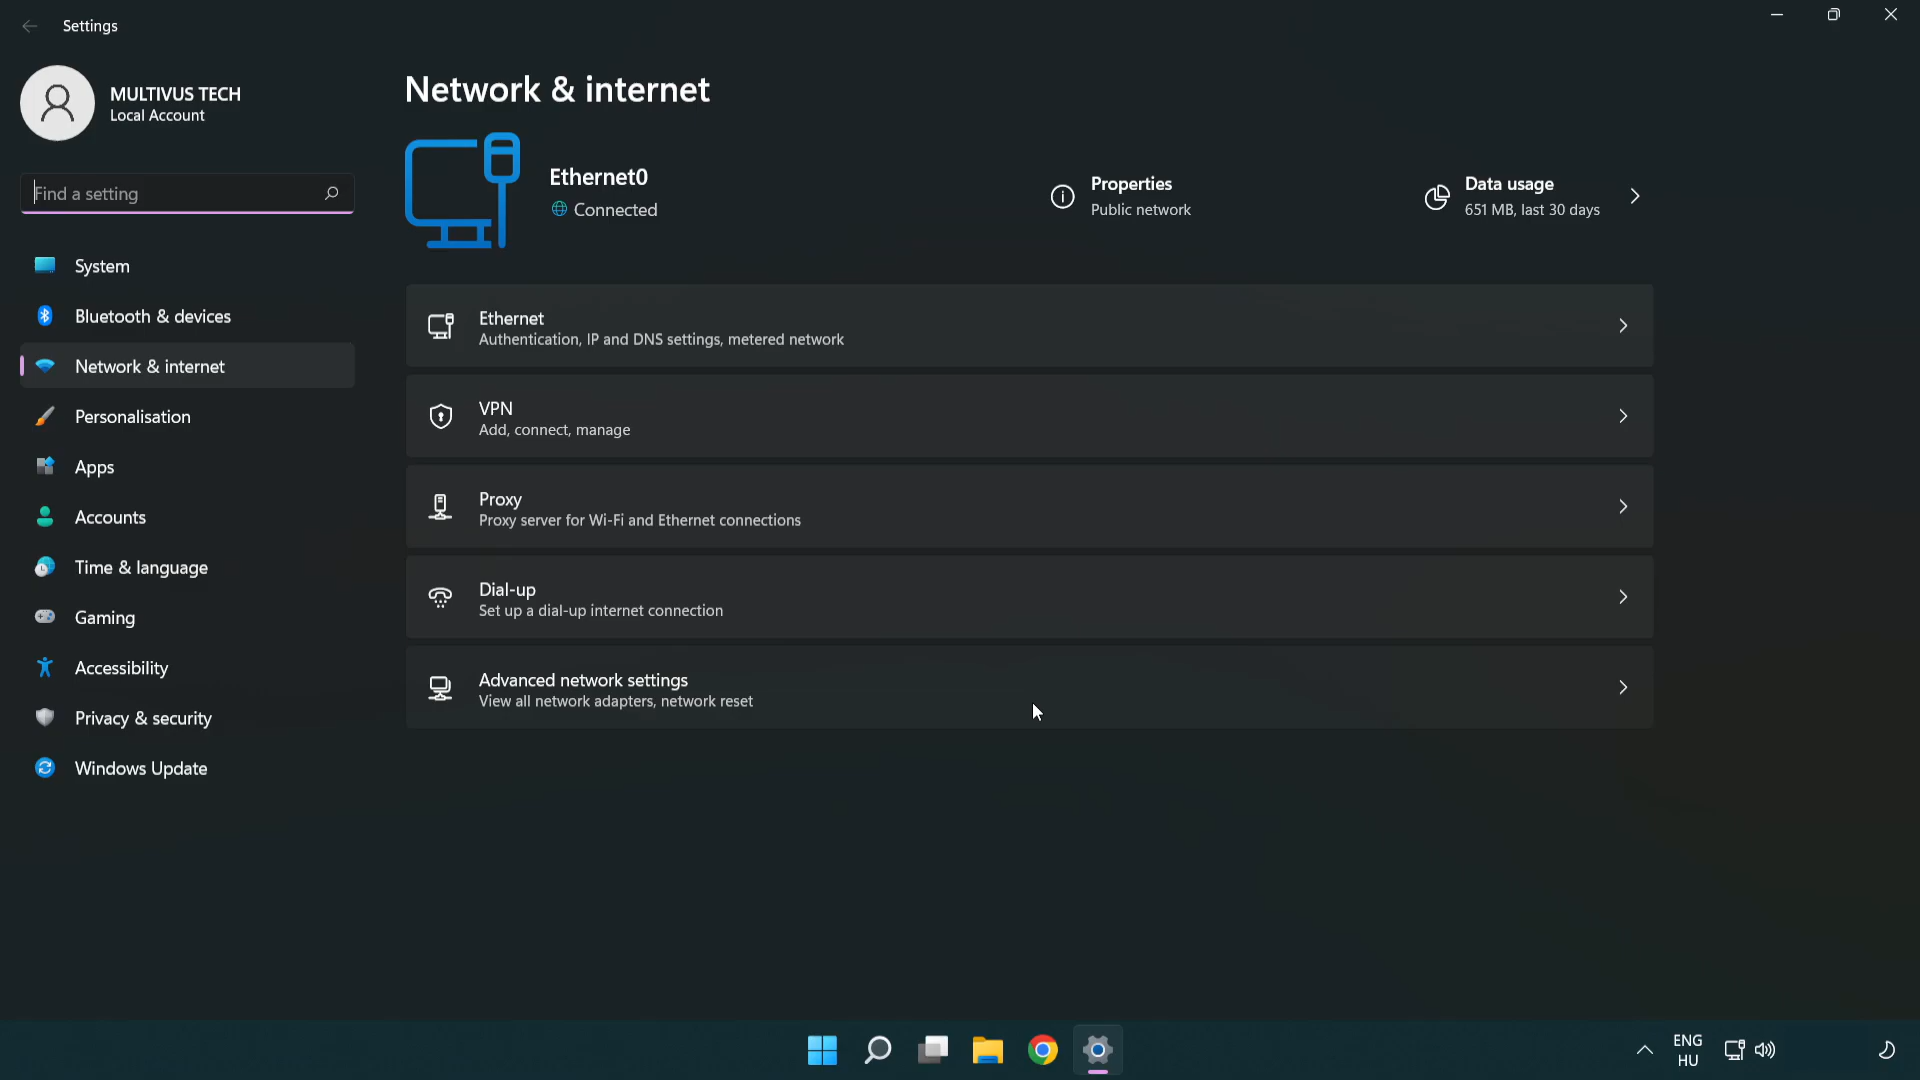 Settings
MULTIVUS TECH
Local Account
Find a setting
System
Bluetooth & devices
Network & internet
Personalisation
Apps
Accounts
Time & language
Gaming
Accessibility
Privacy & security
Windows Update
Network & internet
Ethernet0
Connected
Properties
Public network
Data usage
651 MB, last 30 days
Ethernet
Authentication, IP and DNS settings, metered network
VPN
Add, connect, manage
Proxy
Proxy server for Wi-Fi and Ethernet connections
Dial-up
Set up a dial-up internet connection
Advanced network settings
View all network adapters, network reset
ENG
HU